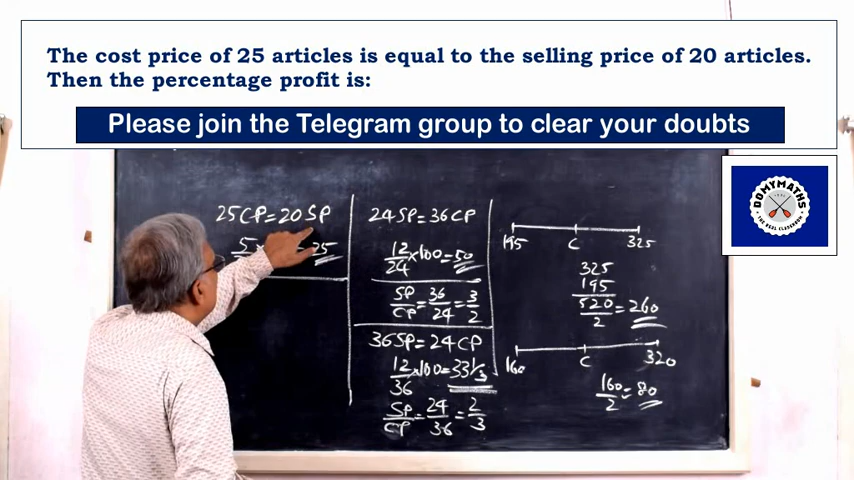 The cost price of 25 articles is equal to the selling price of 20 articles.
Then the percentage profit is:
Please join the Telegram group to clear your doubts
DOMYMATHS
THE REAL CLASSROOM
25CP=20SP
5
= 25
24SP=36CP
12/24 ×100=50
SP/CP=36/24=3/2
36SP=24CP
12/36 ×100=33 1/3
SP/CP=24/36=2/3
195 C 325
325
195
520/2=260
160 C 320
160/2=80